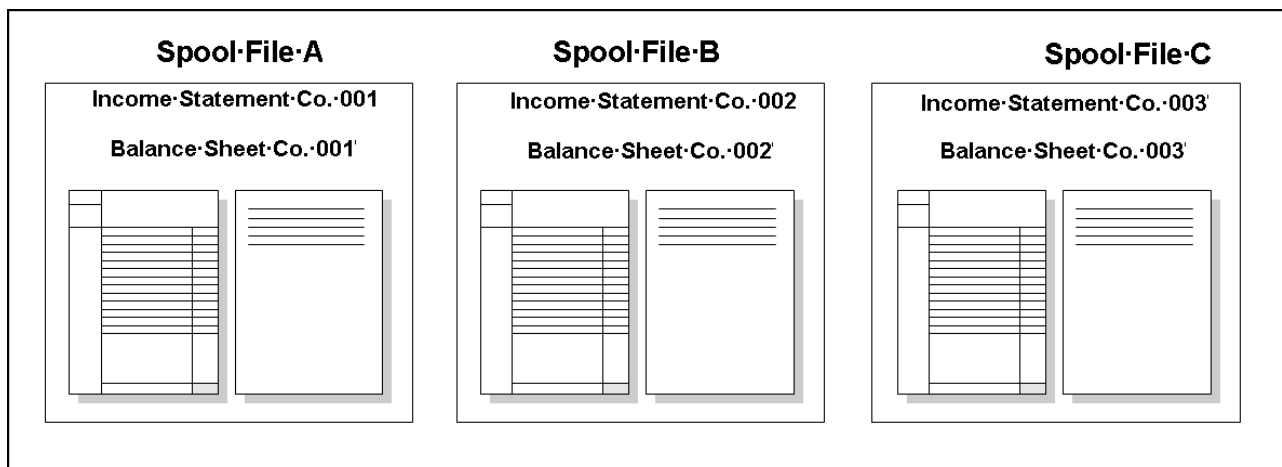 Spool·File·A
Income·Statement·Co.·001
Balance·Sheet·Co.·001'
Spool·File·B
Income·Statement·Co.·002
Balance·Sheet·Co.·002'
Spool·File·C
Income·Statement·Co.·003'
Balance·Sheet·Co.·003'